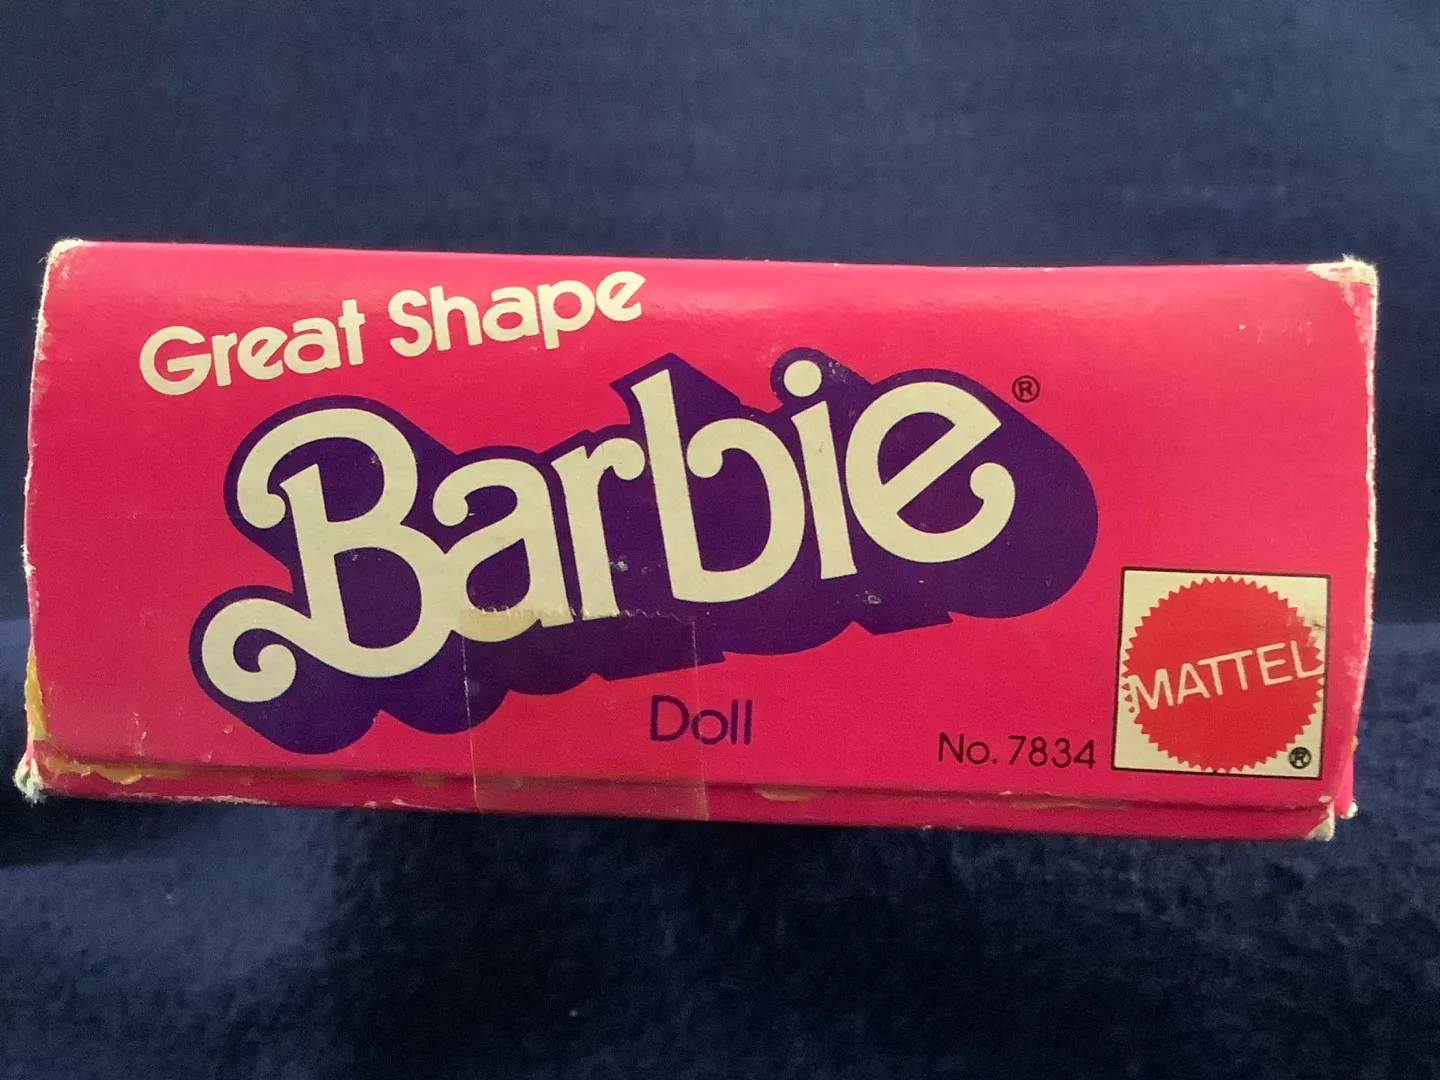 Great Shape
Barbie®
Doll
No. 7834
MATTEL
®